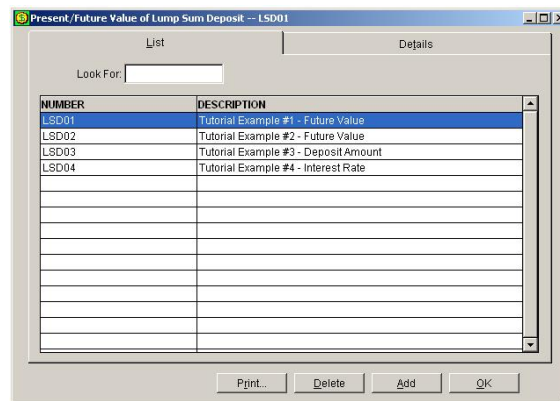 Present/Future Value of Lump Sum Deposit -- LSD01
List Details
Look For:
NUMBER DESCRIPTION
LSD01 Tutorial Example #1 - Future Value
LSD02 Tutorial Example #2 - Future Value
LSD03 Tutorial Example #3 - Deposit Amount
LSD04 Tutorial Example #4 - Interest Rate
Print... Delete Add OK